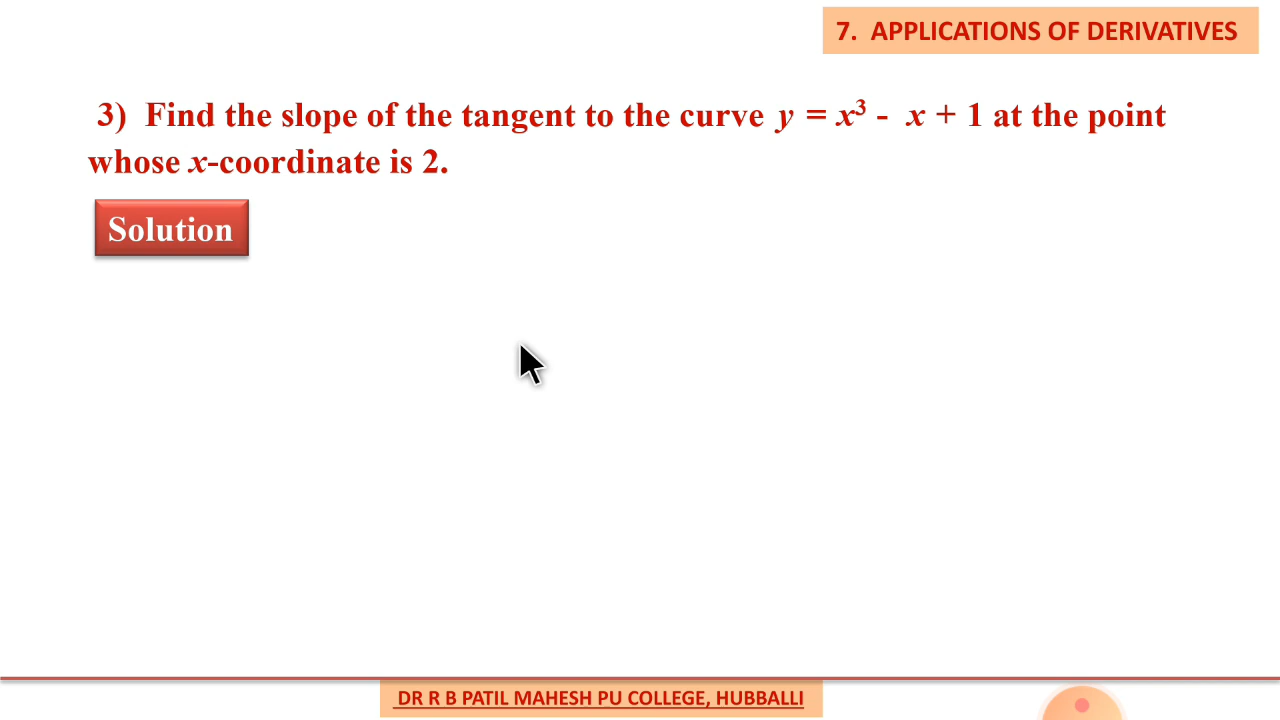 7. APPLICATIONS OF DERIVATIVES
3) Find the slope of the tangent to the curve y = x³ - x + 1 at the point
whose x-coordinate is 2.
Solution
DR R B PATIL MAHESH PU COLLEGE, HUBBALLI